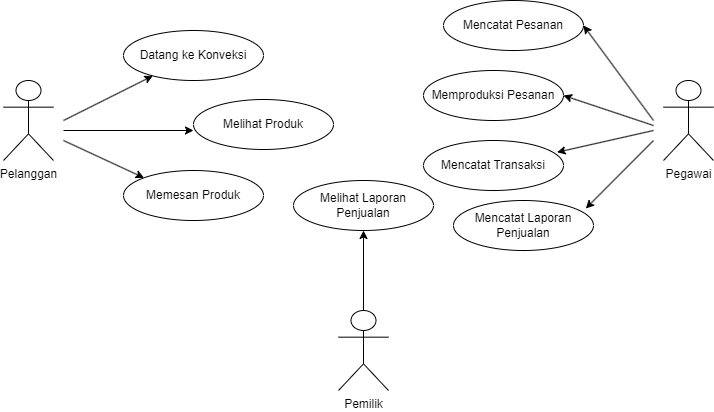 Datang ke Konveksi
Melihat Produk
Memesan Produk
Pelanggan
Mencatat Pesanan
Memproduksi Pesanan
Mencatat Transaksi
Mencatat Laporan
Penjualan
Pegawai
Melihat Laporan
Penjualan
Pemilik